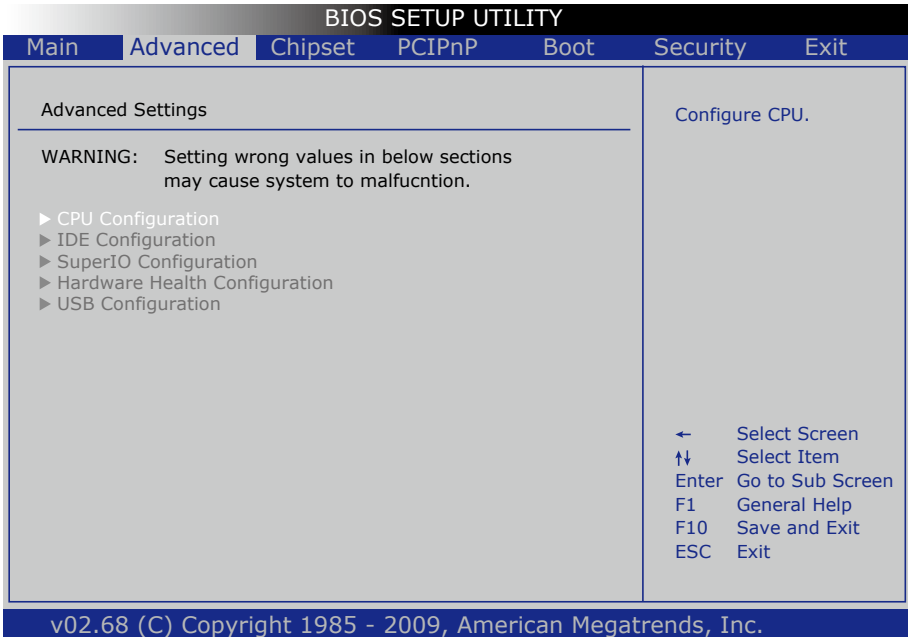 BIOS SETUP UTILITY
Main Advanced Chipset PCIPnP Boot Security Exit
Advanced Settings
WARNING: Setting wrong values in below sections
may cause system to malfucntion.
▶ CPU Configuration
▶ IDE Configuration
▶ SuperIO Configuration
▶ Hardware Health Configuration
▶ USB Configuration
Configure CPU.
← Select Screen
↑↓ Select Item
Enter Go to Sub Screen
F1 General Help
F10 Save and Exit
ESC Exit
v02.68 (C) Copyright 1985 - 2009, American Megatrends, Inc.